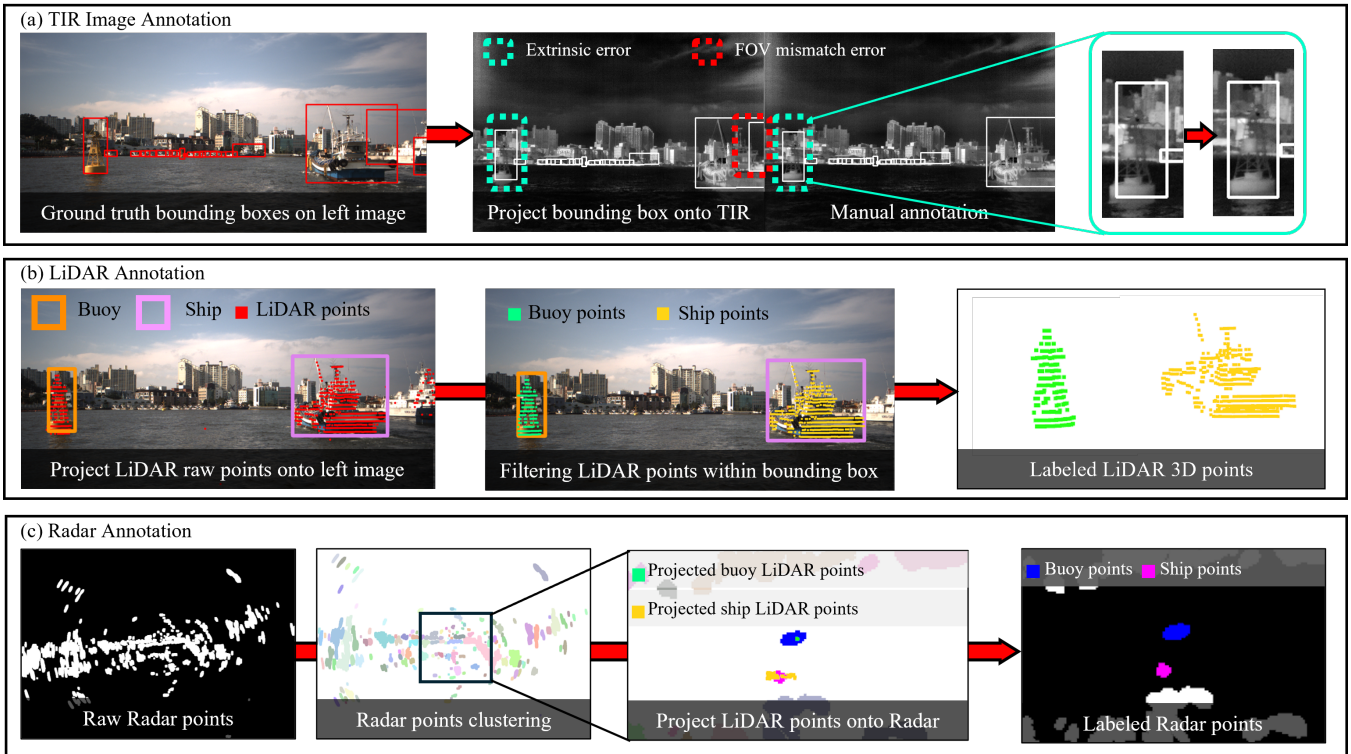 (a) TIR Image Annotation
Extrinsic error
FOV mismatch error
Ground truth bounding boxes on left image
Project bounding box onto TIR
Manual annotation
(b) LiDAR Annotation
Buoy
Ship
LiDAR points
Buoy points
Ship points
Project LiDAR raw points onto left image
Filtering LiDAR points within bounding box
Labeled LiDAR 3D points
(c) Radar Annotation
Projected buoy LiDAR points
Projected ship LiDAR points
Buoy points
Ship points
Raw Radar points
Radar points clustering
Project LiDAR points onto Radar
Labeled Radar points